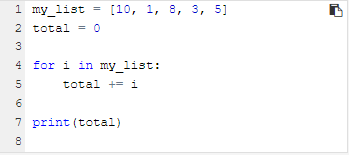 1 my_list = [10, 1, 8, 3, 5]
2 total = 0
3
4 for i in my_list:
5     total += i
6
7 print(total)
8